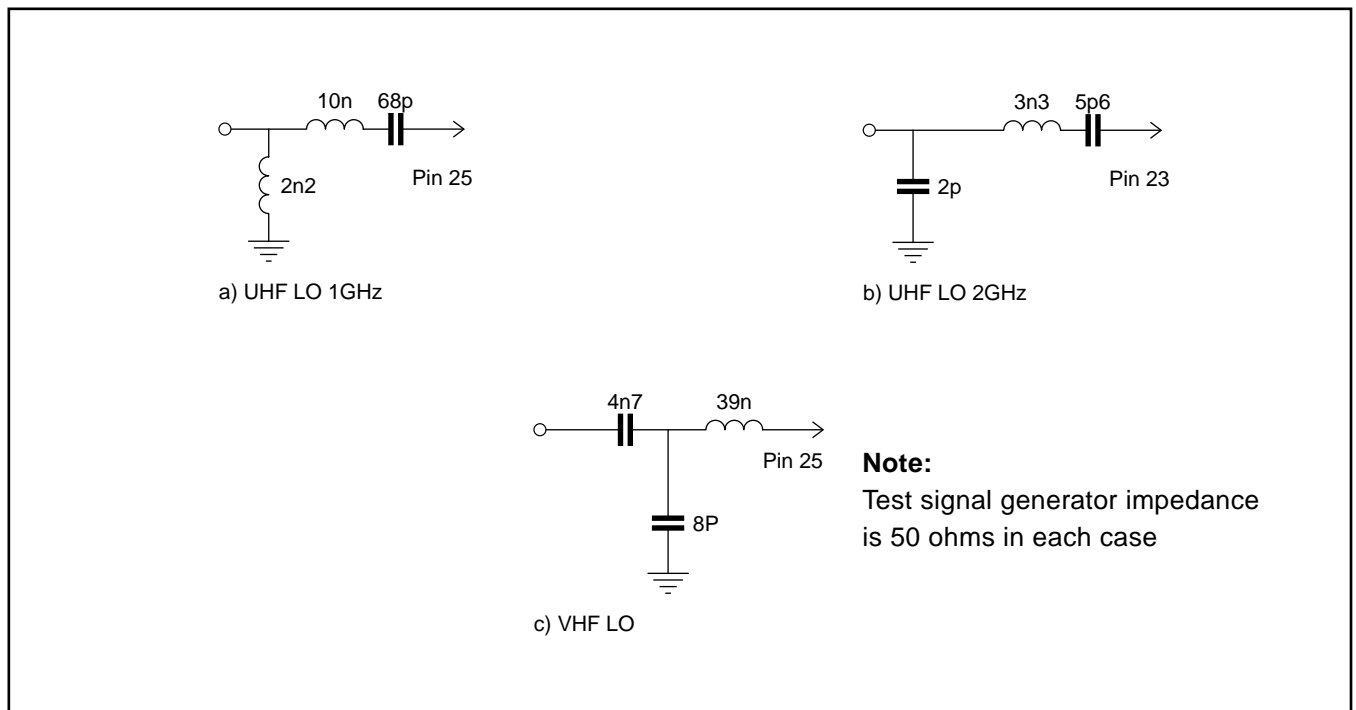 10n 68p
2n2
Pin 25
a) UHF LO 1GHz
3n3 5p6
2p
Pin 23
b) UHF LO 2GHz
4n7 39n
Pin 25
8P
c) VHF LO
Note:
Test signal generator impedance
is 50 ohms in each case